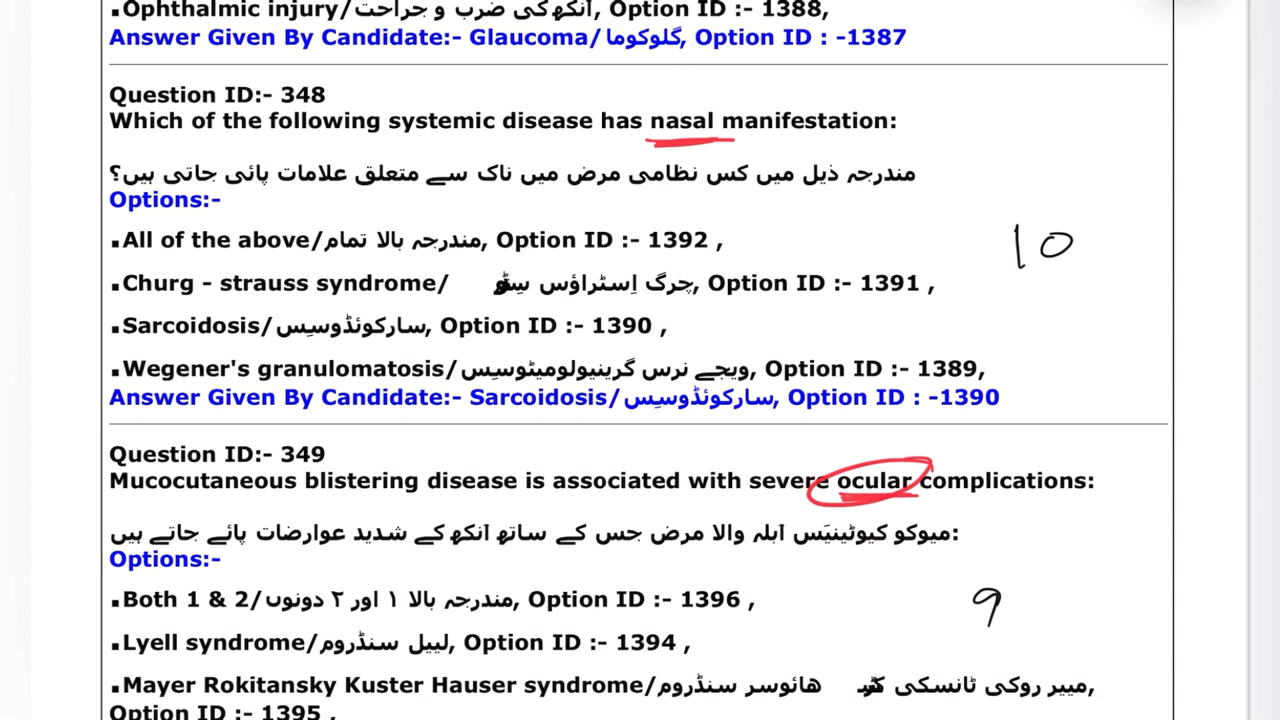 ▪Ophthalmic injury/آنکھ کی ضرب و جراحت, Option ID :- 1388,
Answer Given By Candidate:- Glaucoma/گلوکوما, Option ID : -1387
Question ID:- 348
Which of the following systemic disease has nasal manifestation:
مندرجہ ذیل میں کس نظامی مرض میں ناک سے متعلق علامات پائی جاتی ہیں؟
Options:-
▪All of the above/مندرجہ بالا تمام, Option ID :- 1392 ,
10
▪Churg - strauss syndrome/چرگ اِسٹراؤس, Option ID :- 1391 ,
▪Sarcoidosis/سارکوئڈوسِس, Option ID :- 1390 ,
▪Wegener's granulomatosis/ویجے نرس گرینیولومیٹوسِس, Option ID :- 1389,
Answer Given By Candidate:- Sarcoidosis/سارکوئڈوسِس, Option ID : -1390
Question ID:- 349
Mucocutaneous blistering disease is associated with severe ocular complications:
میوکو کیوٹینیَس آبلہ والا مرض جس کے ساتھ آنکھ کے شدید عوارضات پائے جاتے ہیں:
Options:-
▪Both 1 & 2/مندرجہ بالا ۱ اور ۲ دونوں, Option ID :- 1396 ,
9
▪Lyell syndrome/لییل سنڈروم, Option ID :- 1394 ,
▪Mayer Rokitansky Kuster Hauser syndrome/مییر روکی ٹانسکی ھائوسر سنڈروم,
Option ID :- 1395 ,